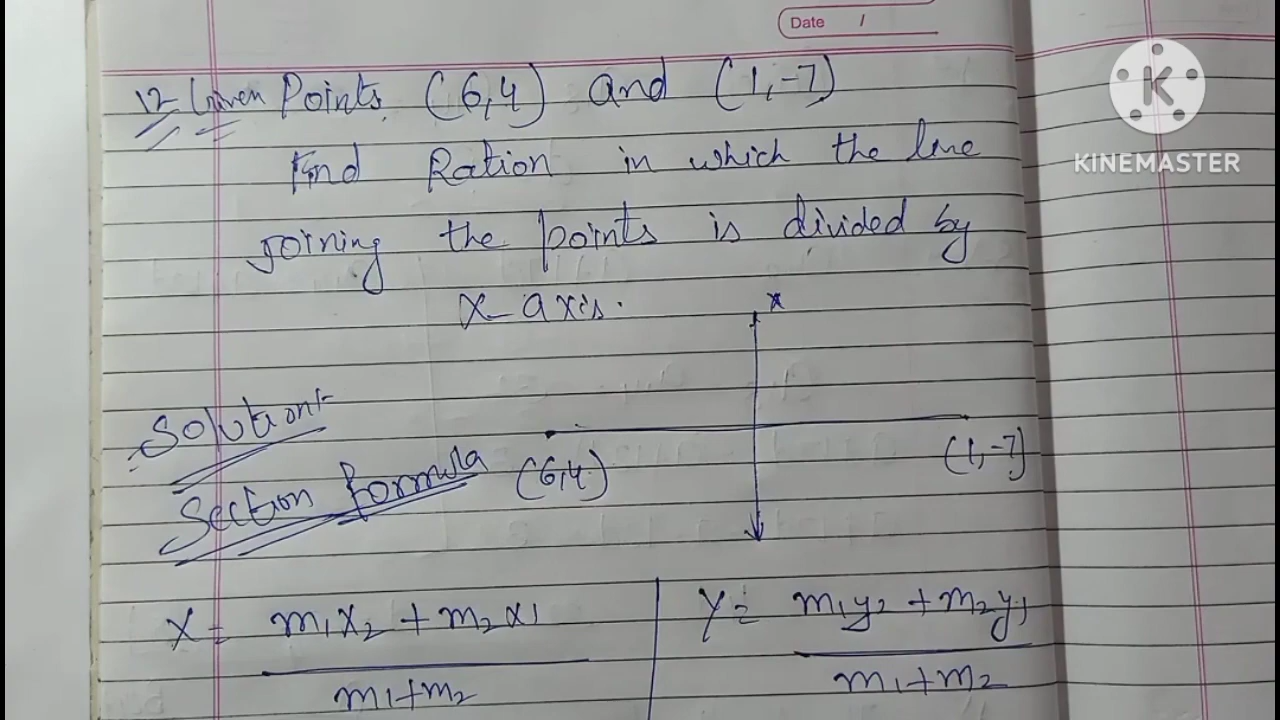 Date /
12- Given Points (6,4) and (1,-7)
Find Ration in which the line
joining the points is divided by
x-axis.
x
Solution:-
(6,4)
(1,-7)
Section formula
X = m1x2 + m2x1 / m1+m2
Y = m1y2 + m2y1 / m1+m2
K
KINEMASTER